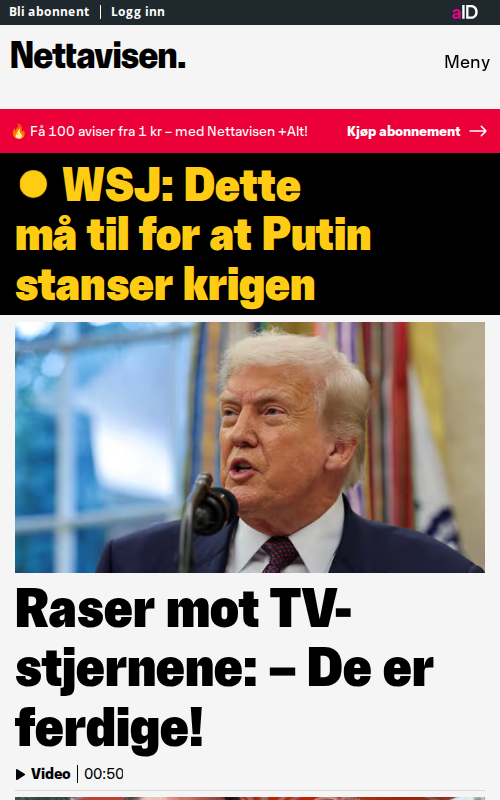 Bli abonnent | Logg inn
aID
Nettavisen.
Meny
🔥 Få 100 aviser fra 1 kr – med Nettavisen +Alt!
Kjøp abonnement →
● WSJ: Dette
må til for at Putin
stanser krigen
Raser mot TV-
stjernene: – De er
ferdige!
Video | 00:50